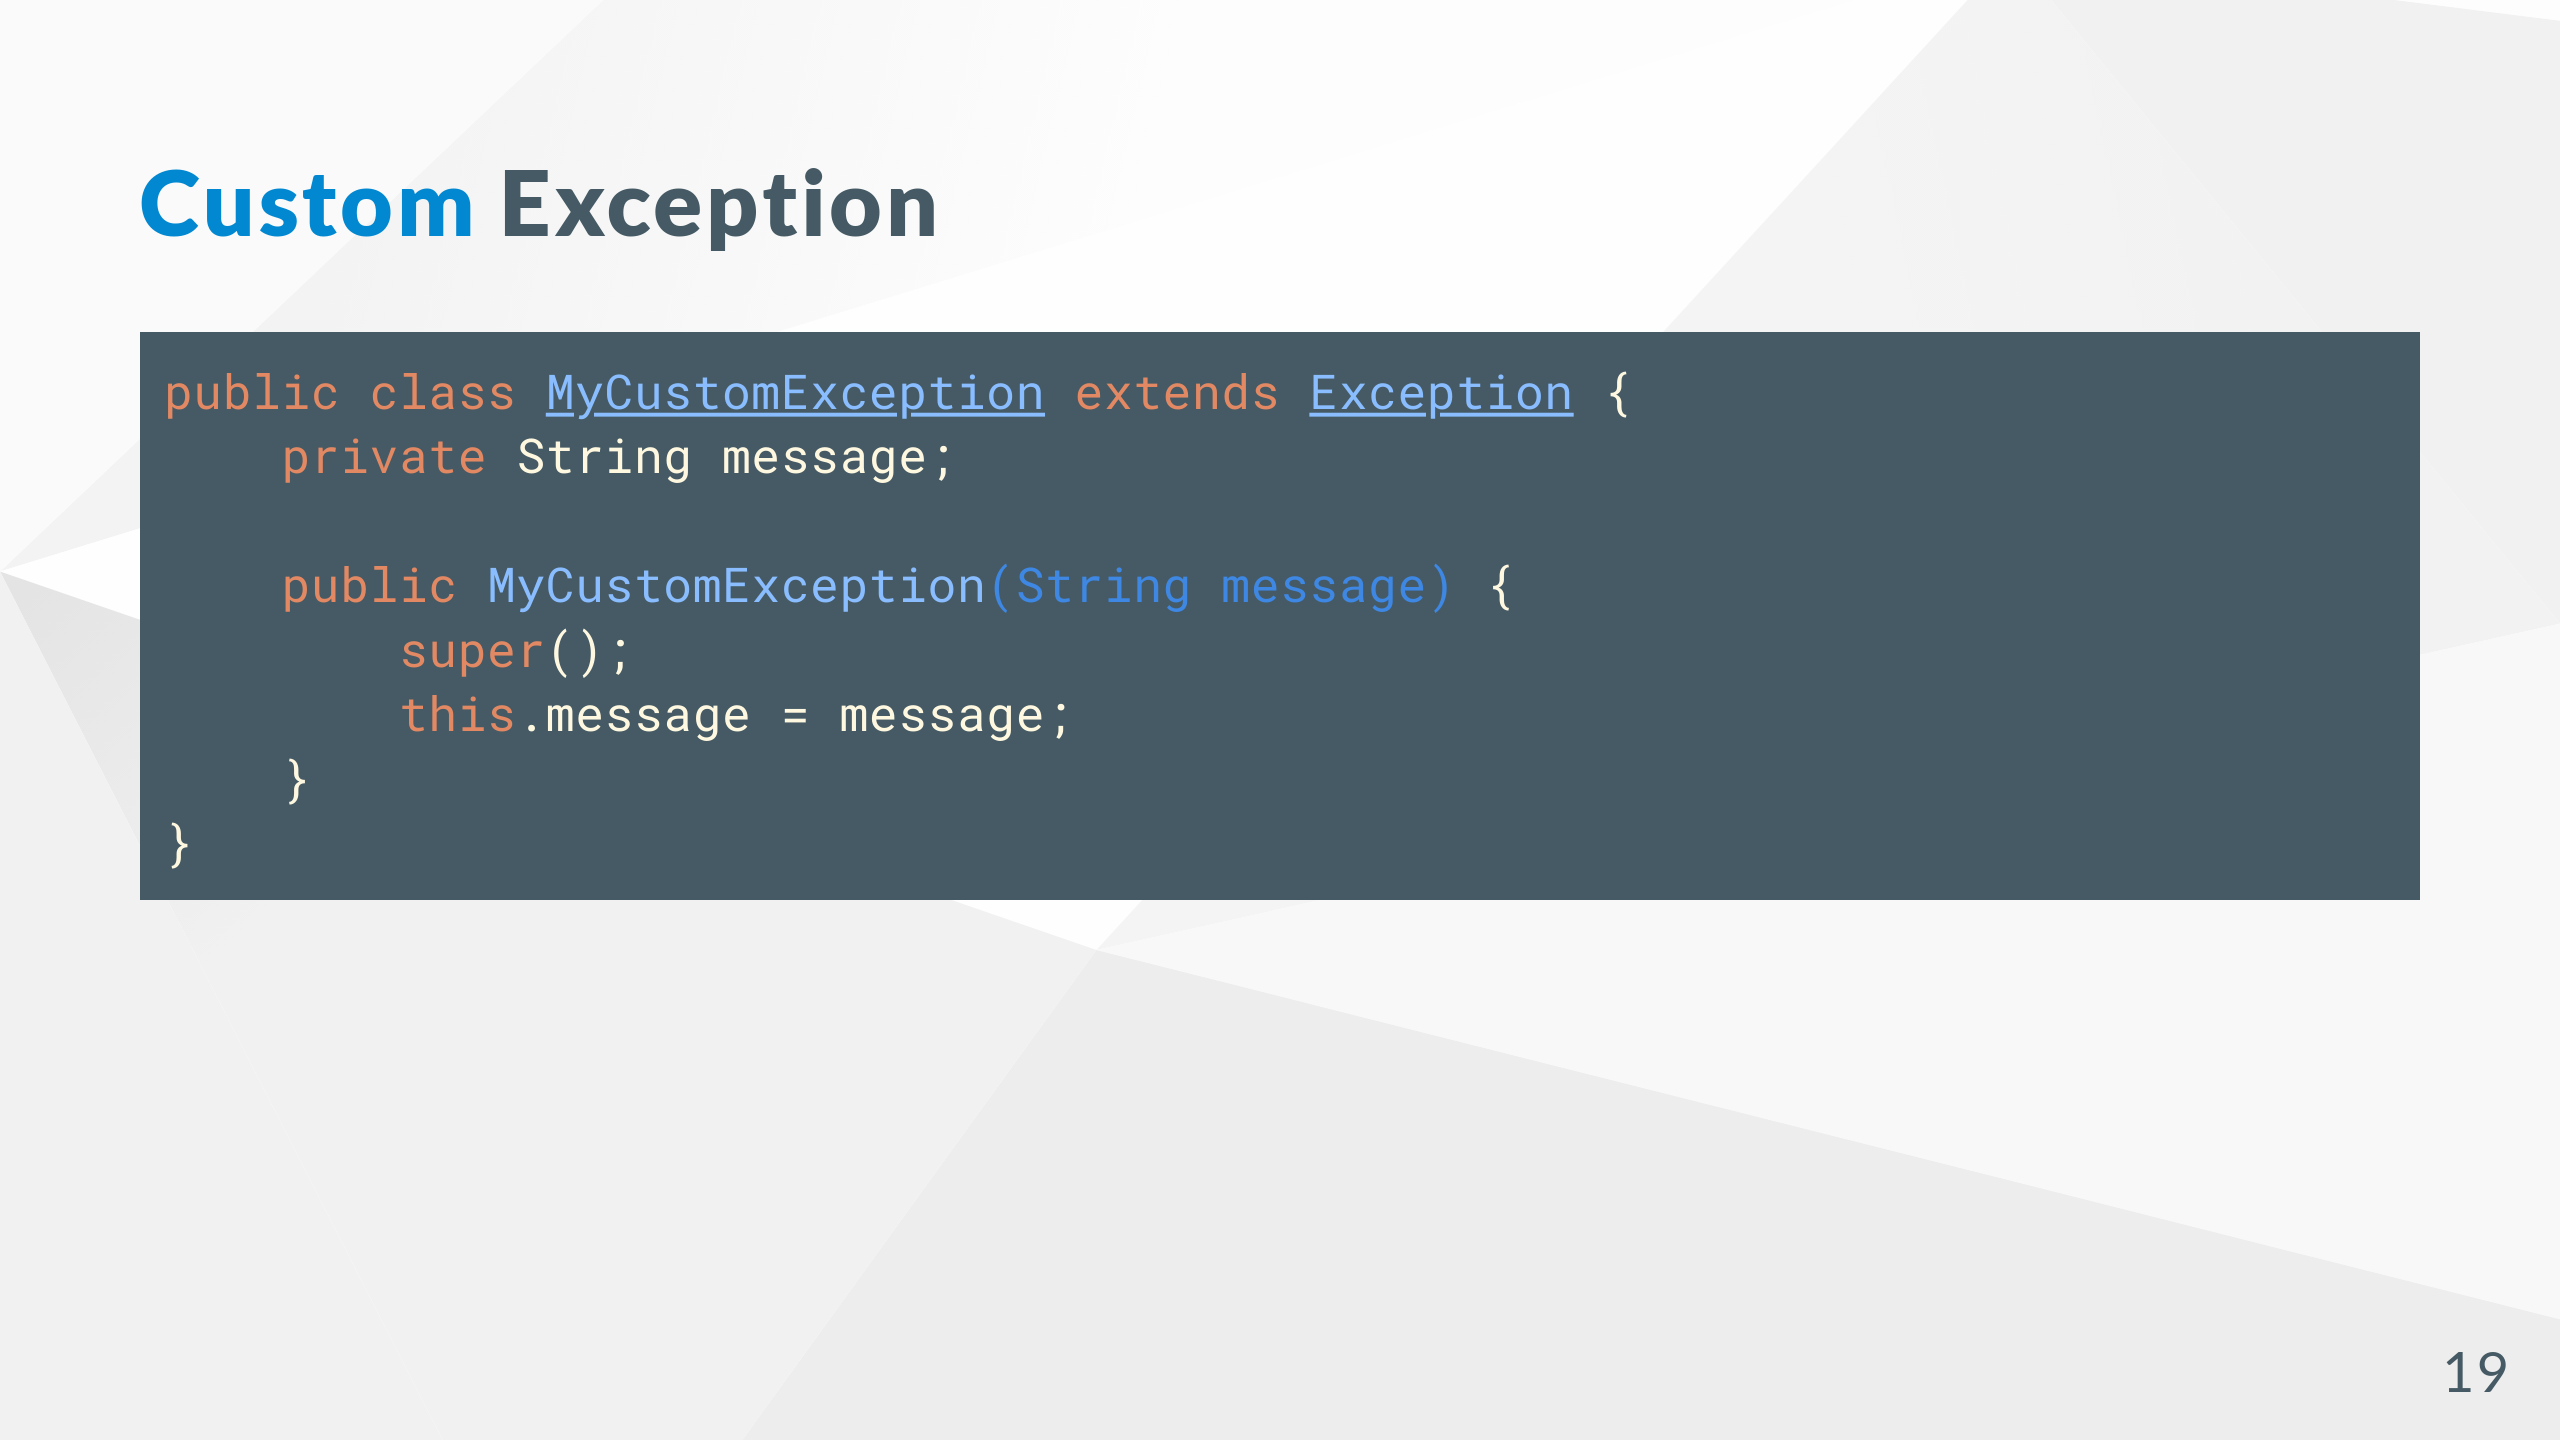 Custom Exception
public class MyCustomException extends Exception {
    private String message;

    public MyCustomException(String message) {
        super();
        this.message = message;
    }
}
19